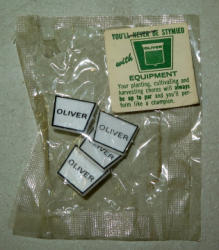 YOU'LL NEVER BE STYMIED
with
OLIVER
EQUIPMENT
Your planting, cultivating and
harvesting chores will always
be up to par and you'll per-
form like a champion.
OLIVER
OLIVER
OLIVER